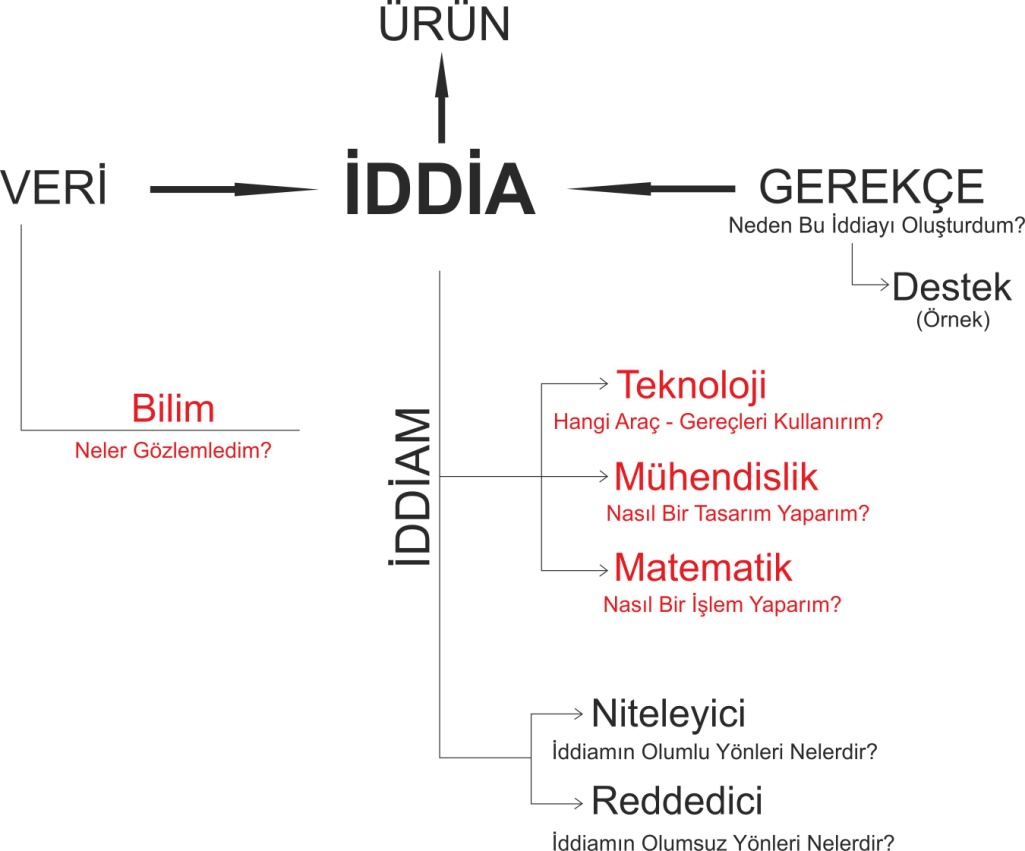 ÜRÜN
VERİ
İDDİA
GEREKÇE
Neden Bu İddiayı Oluşturdum?
Destek
(Örnek)
Bilim
Neler Gözlemledim?
İDDİAM
Teknoloji
Hangi Araç - Gereçleri Kullanırım?
Mühendislik
Nasıl Bir Tasarım Yaparım?
Matematik
Nasıl Bir İşlem Yaparım?
Niteleyici
İddiamın Olumlu Yönleri Nelerdir?
Reddedici
İddiamın Olumsuz Yönleri Nelerdir?